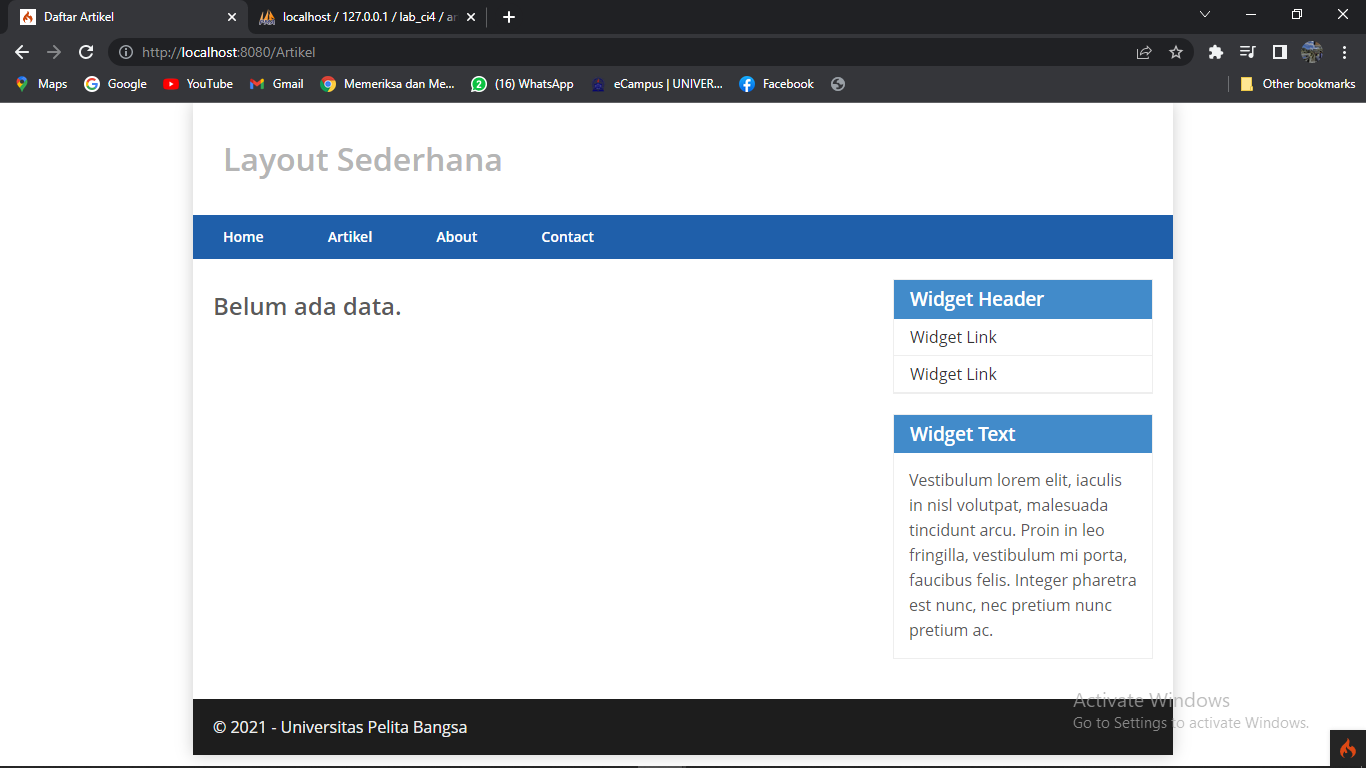 Daftar Artikel
localhost / 127.0.0.1 / lab_ci4 / ar
http://localhost:8080/Artikel
Maps
Google
YouTube
Gmail
Memeriksa dan Me...
(16) WhatsApp
eCampus | UNIVER...
Facebook
Other bookmarks
Layout Sederhana
Home Artikel About Contact
Belum ada data.
Widget Header
Widget Link
Widget Link
Widget Text
Vestibulum lorem elit, iaculis
in nisl volutpat, malesuada
tincidunt arcu. Proin in leo
fringilla, vestibulum mi porta,
faucibus felis. Integer pharetra
est nunc, nec pretium nunc
pretium ac.
© 2021 - Universitas Pelita Bangsa
Activate Windows
Go to Settings to activate Windows.